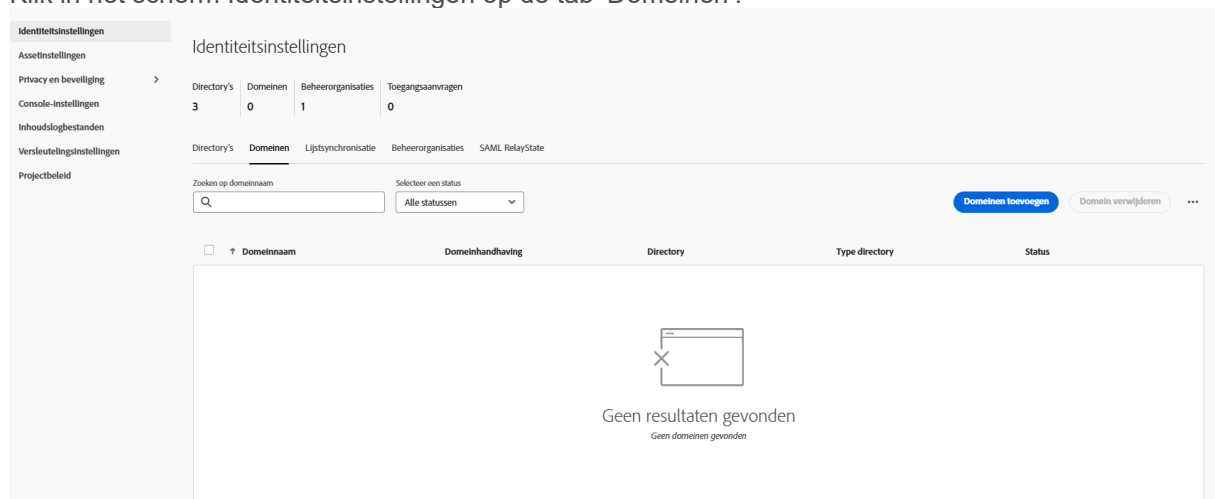 Klik in het scherm Identiteitsinstellingen op de tab 'Domeinen'.
Identiteitsinstellingen
Assetinstellingen
Privacy en beveiliging
Console-instellingen
Inhoudslogbestanden
Versleutelingsinstellingen
Projectbeleid
Identiteitsinstellingen
Directory's Domeinen Beheerorganisaties Toegangsaanvragen
3 0 1 0
Directory's Domeinen Lijstsynchronisatie Beheerorganisaties SAML RelayState
Zoeken op domeinnaam Selecteer een status
Alle statussen Domeinen toevoegen Domein verwijderen ...
Domeinnaam Domeinhandhaving Directory Type directory Status
Geen resultaten gevonden
Geen domeinen gevonden